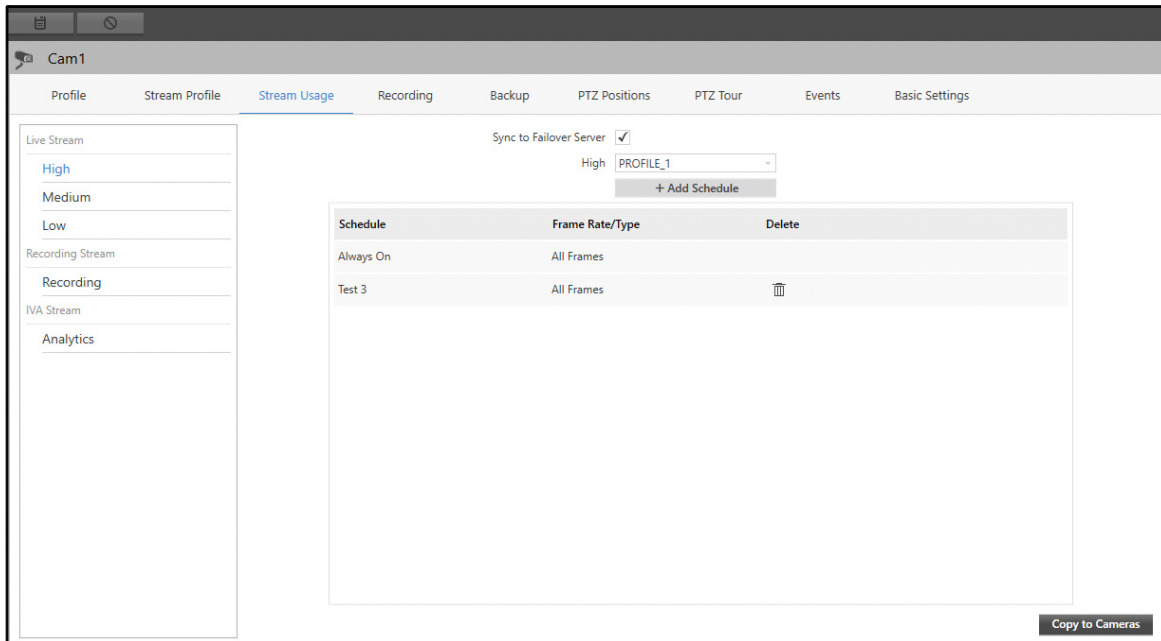 Cam1
Profile Stream Profile Stream Usage Recording Backup PTZ Positions PTZ Tour Events Basic Settings
Live Stream
High
Medium
Low
Recording Stream
Recording
IVA Stream
Analytics
Sync to Failover Server
High PROFILE_1
+ Add Schedule
Schedule Frame Rate/Type Delete
Always On All Frames
Test 3 All Frames
Copy to Cameras